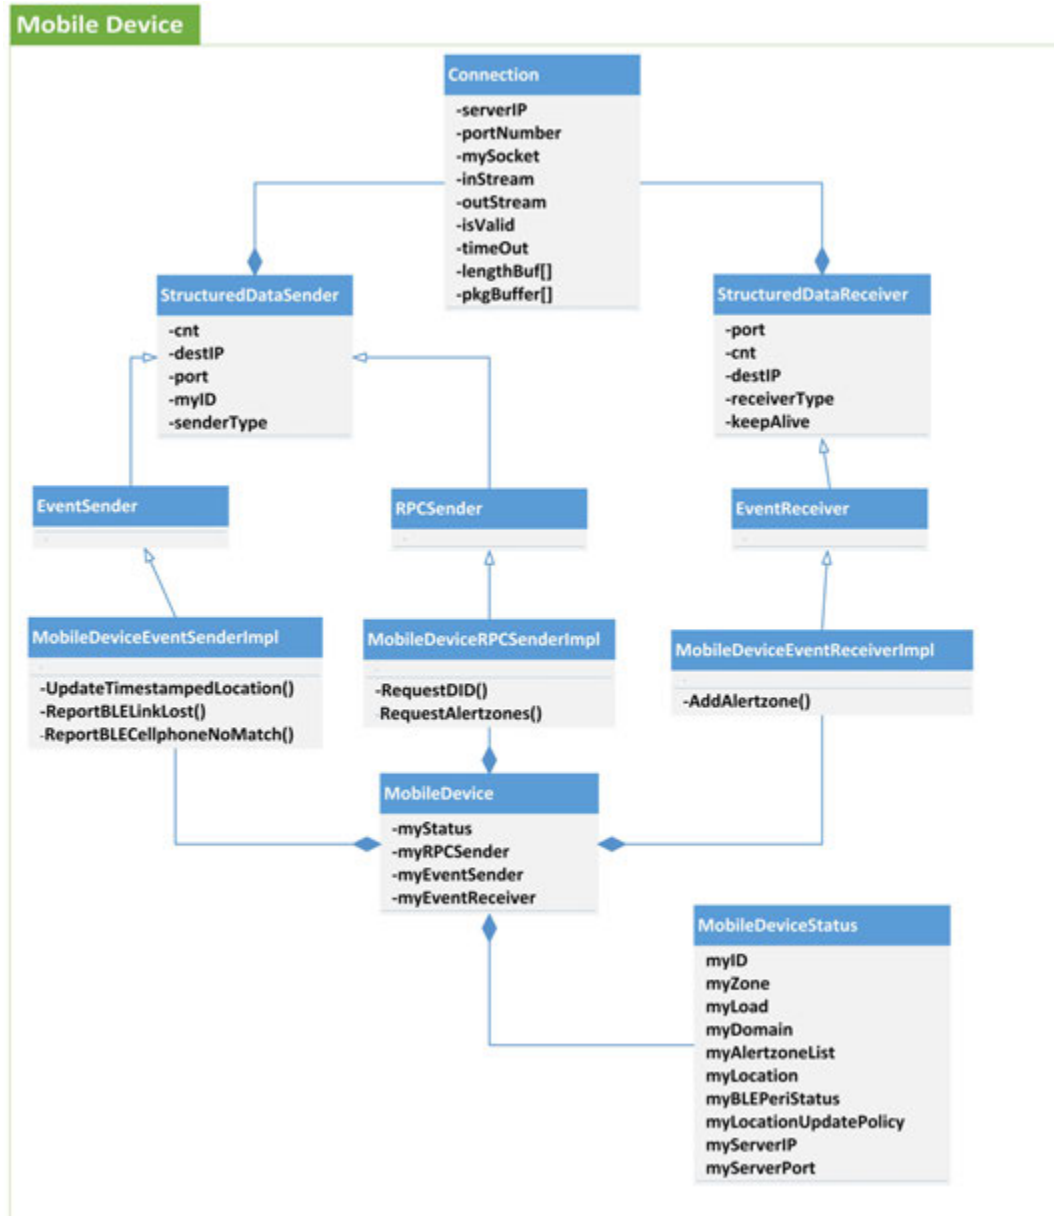 Mobile Device
Connection
-serverIP
-portNumber
-mySocket
-inStream
-outStream
-isValid
-timeOut
-lengthBuf[]
-pkgBuffer[]
StructuredDataSender
-cnt
-destIP
-port
-myID
-senderType
StructuredDataReceiver
-port
-cnt
-destIP
-receiverType
-keepAlive
EventSender
RPCSender
EventReceiver
MobileDeviceEventSenderImpl
-UpdateTimestampedLocation()
-ReportBLELinkLost()
-ReportBLECellphoneNoMatch()
MobileDeviceRPCSenderImpl
-RequestDID()
-RequestAlertzones()
MobileDeviceEventReceiverImpl
-AddAlertzone()
MobileDevice
-myStatus
-myRPCSender
-myEventSender
-myEventReceiver
MobileDeviceStatus
myID
myZone
myLoad
myDomain
myAlertzoneList
myLocation
myBLEPeriStatus
myLocationUpdatePolicy
myServerIP
myServerPort